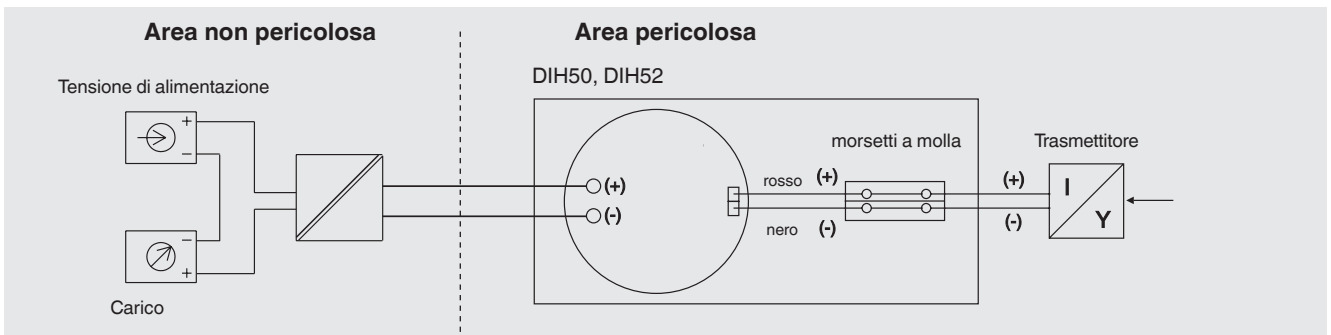 Area non pericolosa
Area pericolosa
DIH50, DIH52
Tensione di alimentazione
+
−
morsetti a molla
Trasmettitore
rosso
(+)
(+)
(+)
I
(-)
Y
nero
(-)
(-)
−
+
Carico